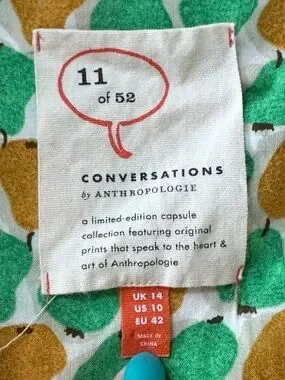 11
of 52
CONVERSATIONS
by ANTHROPOLOGIE
a limited-edition capsule
collection featuring original
prints that speak to the heart &
art of Anthropologie
UK 14
US 10
EU 42
MADE IN
CHINA